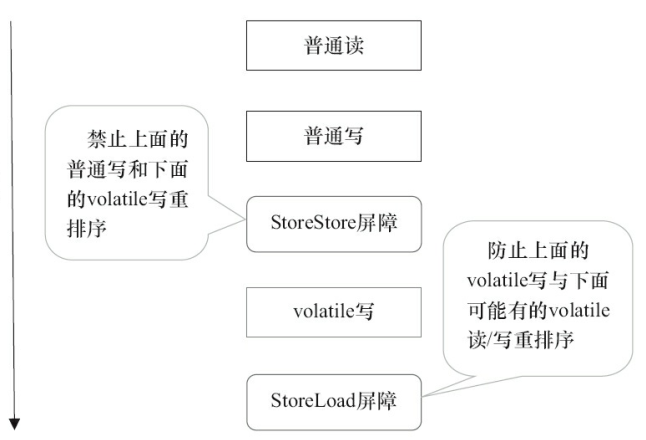 普通读
普通写
禁止上面的
普通写和下面
的volatile写重
排序
StoreStore屏障
防止上面的
volatile写与下面
可能有的volatile
读/写重排序
volatile写
StoreLoad屏障